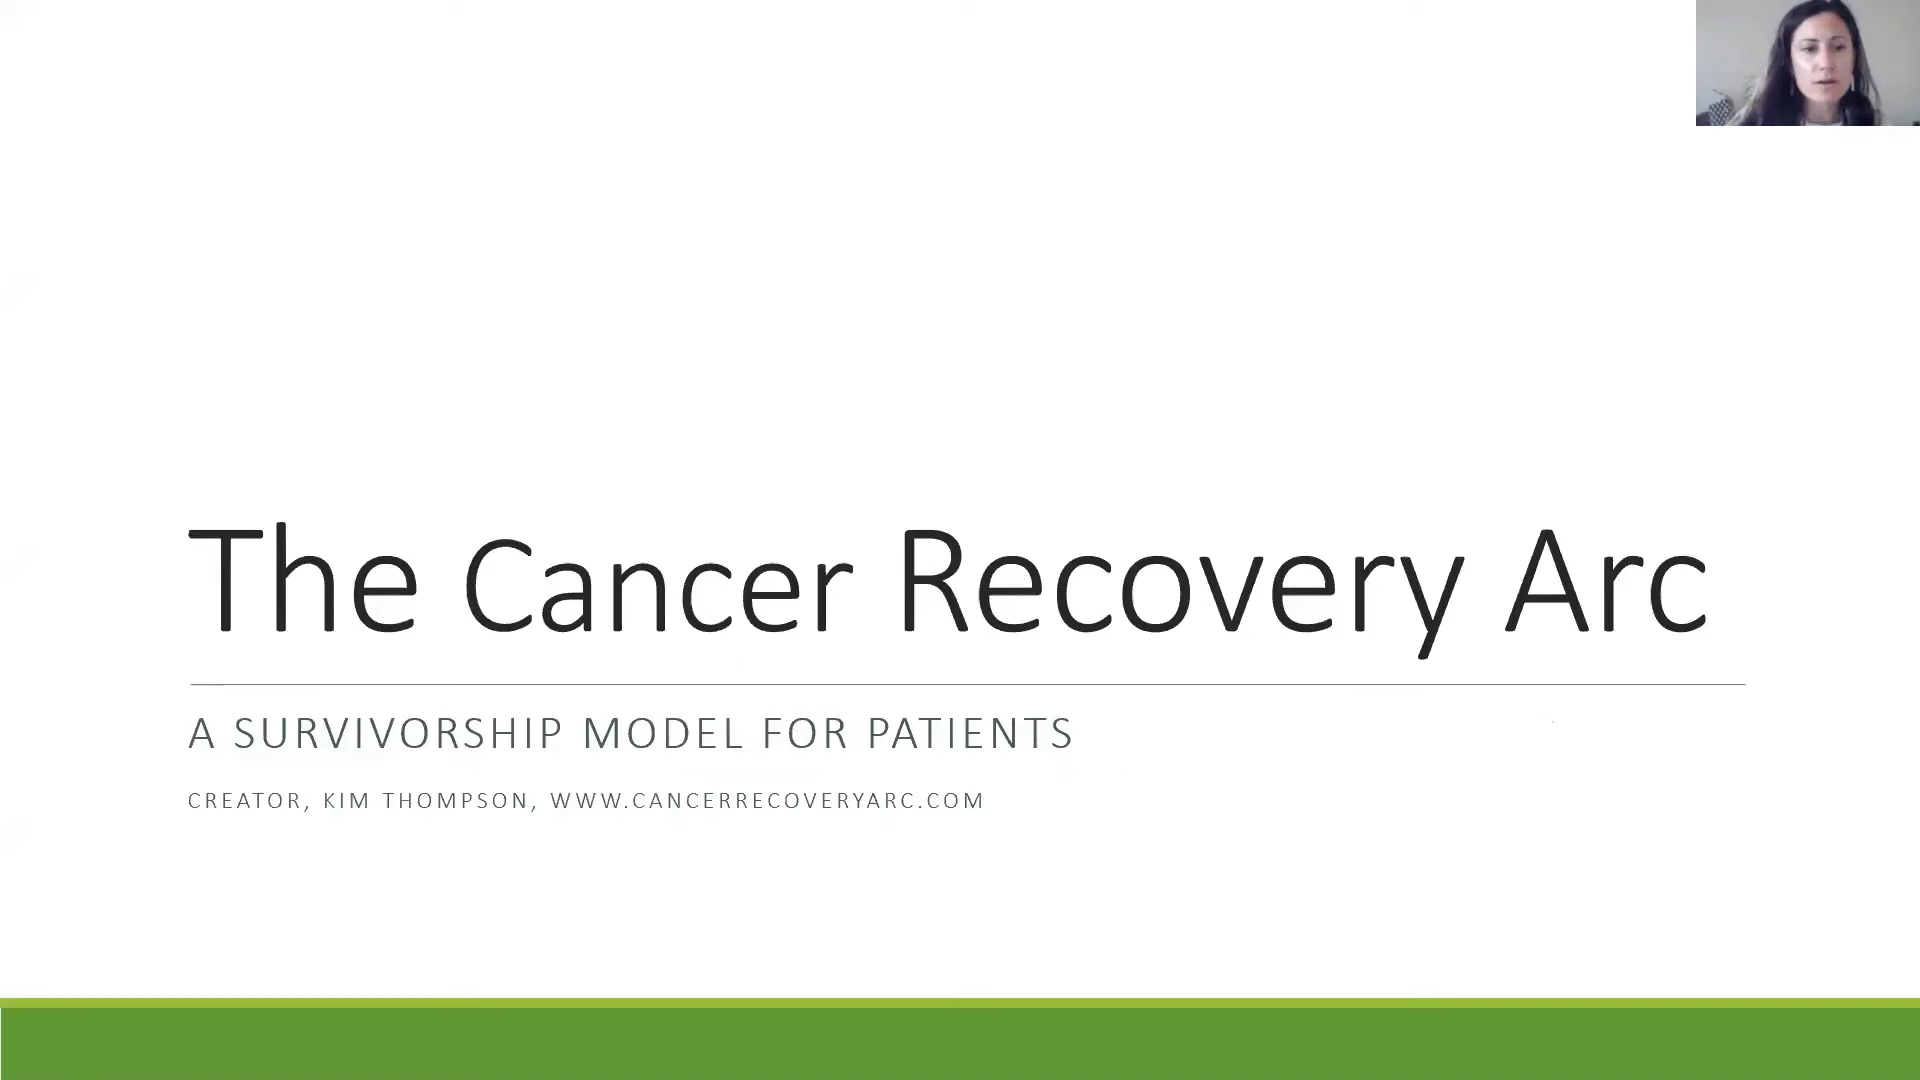 The Cancer Recovery Arc
A SURVIVORSHIP MODEL FOR PATIENTS
CREATOR, KIM THOMPSON, WWW.CANCERRECOVERYARC.COM